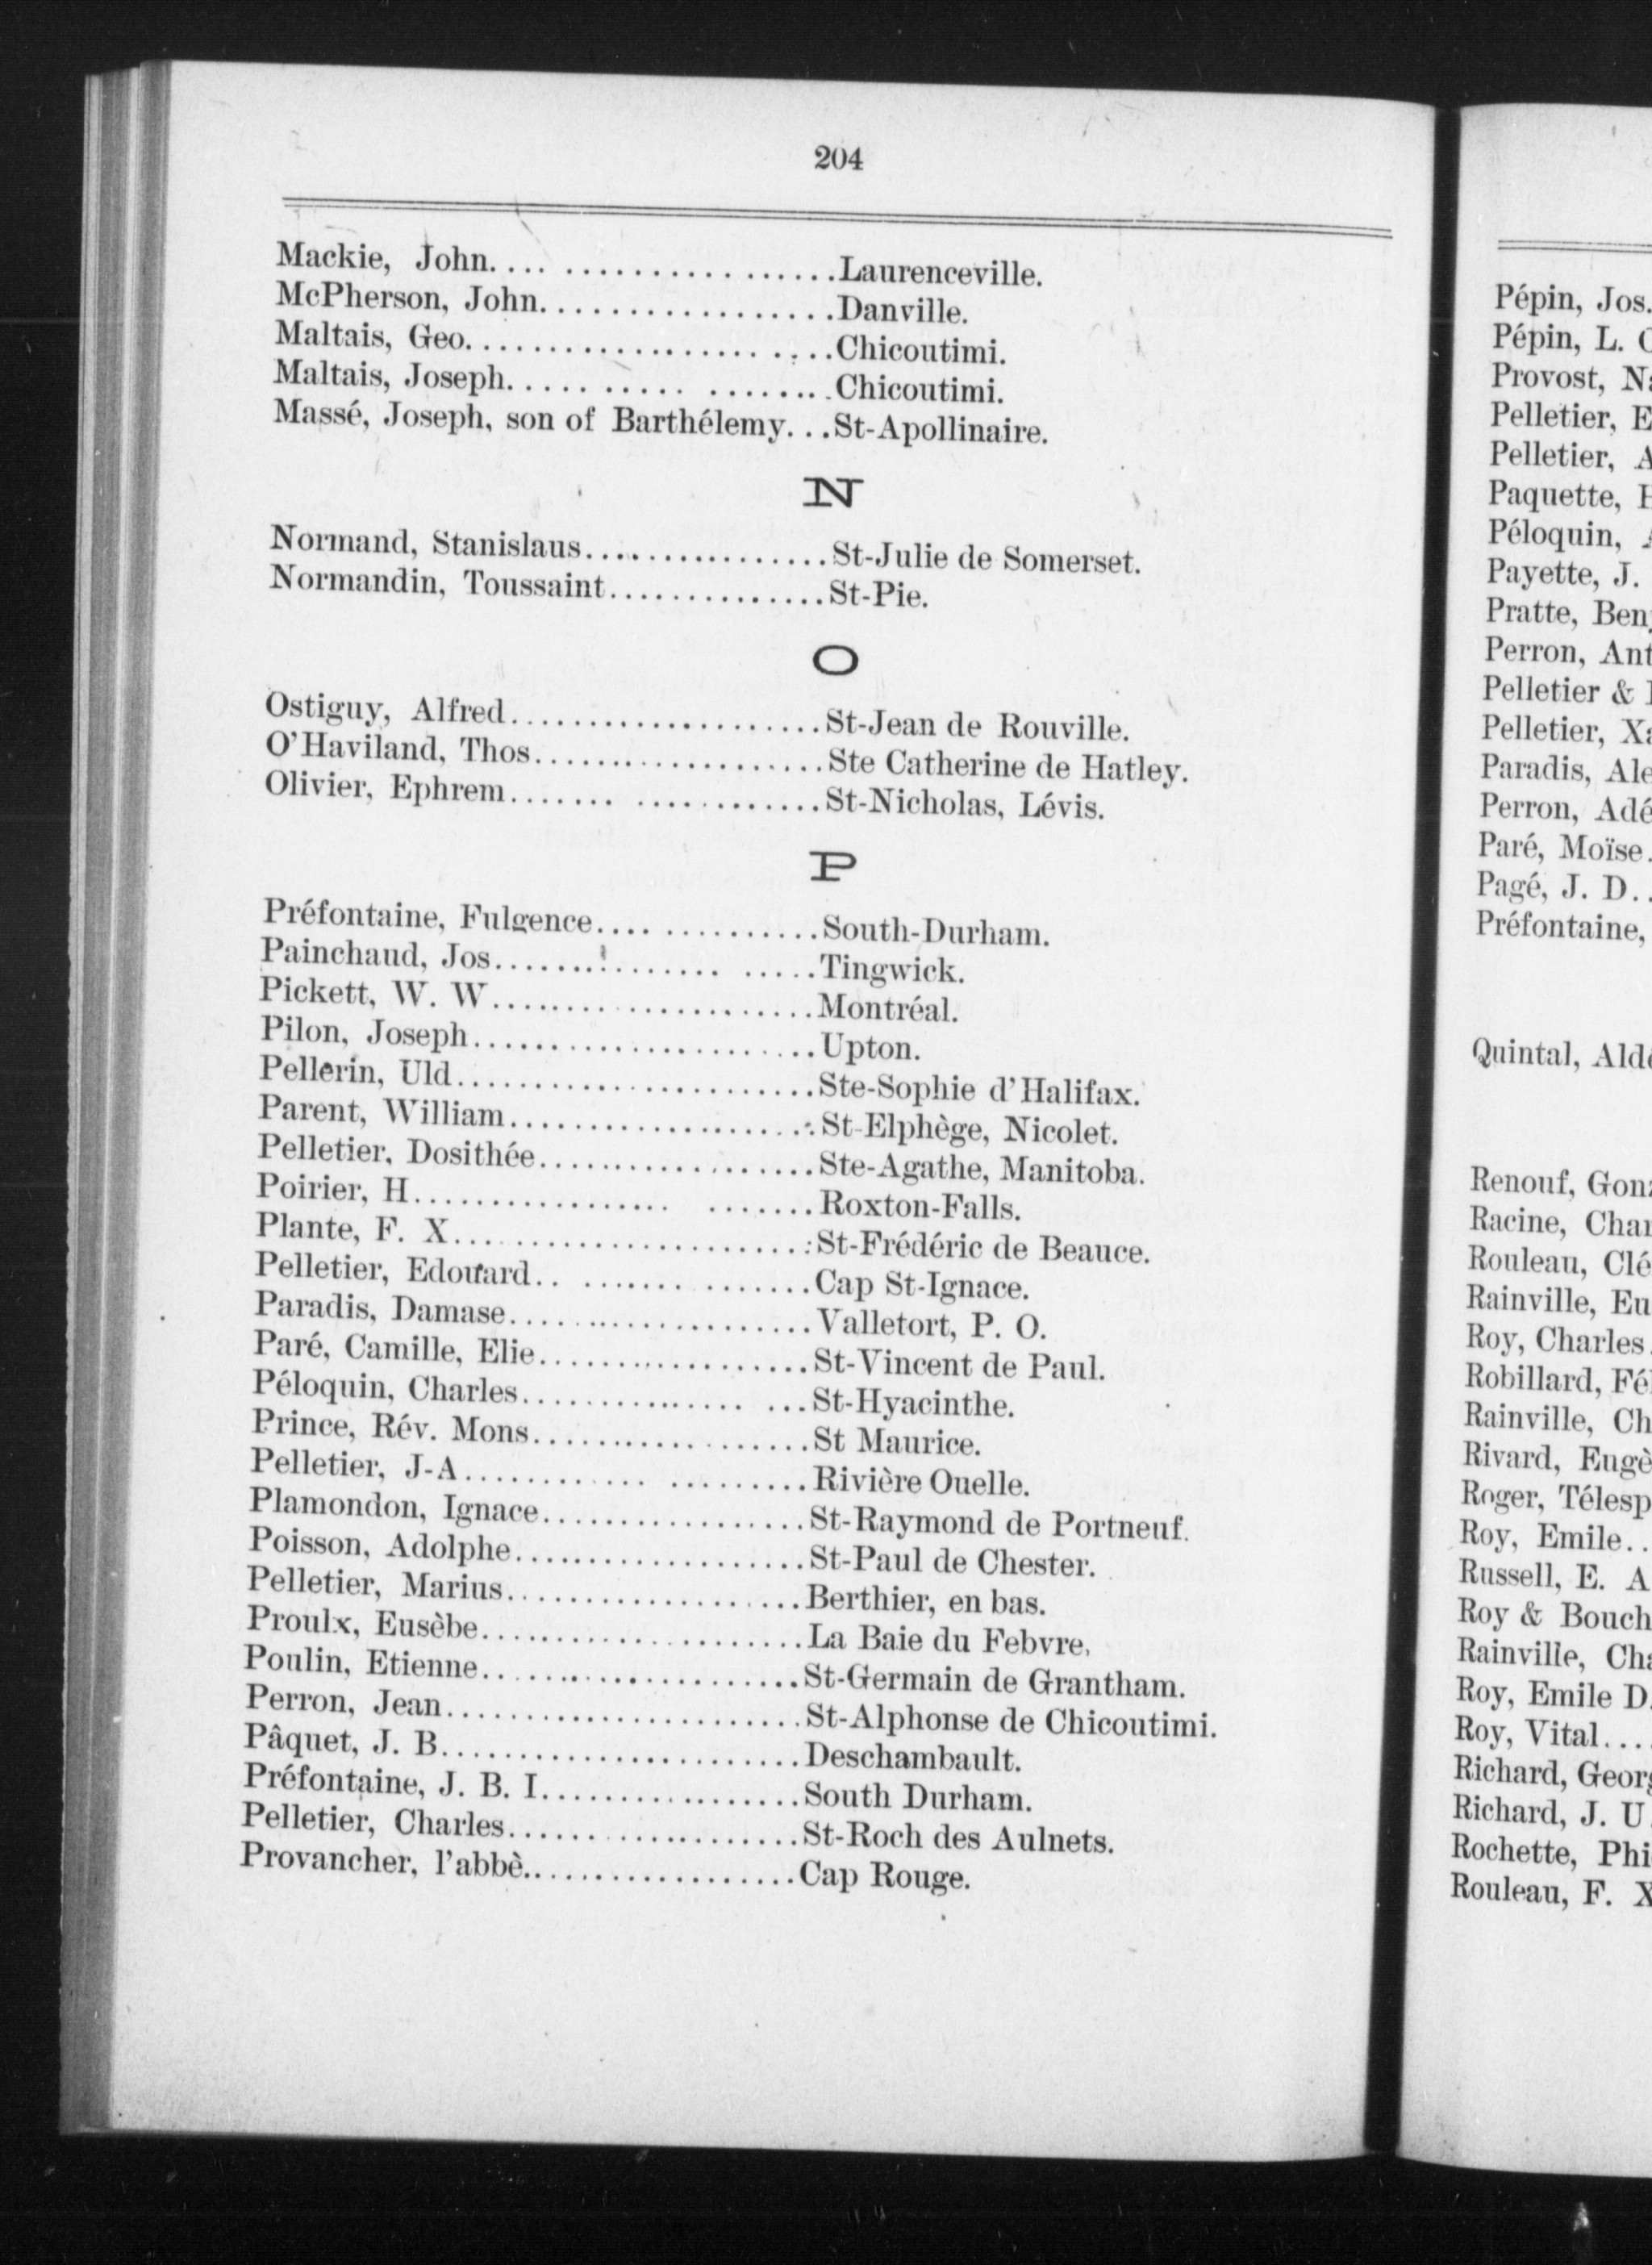 204
Mackie, John.... .................Laurenceville.
McPherson, John..................Danville.
Maltais, Geo................... ....Chicoutimi.
Maltais, Joseph..... ..... ........Chicoutimi.
Massé, Joseph, son of Barthélemy...St-Apollinaire.
N
Normand, Stanislaus................St-Julie de Somerset.
Normandin, Toussaint..............St-Pie.
O
Ostiguy, Alfred....................St-Jean de Rouville.
O'Haviland, Thos...................Ste Catherine de Hatley.
Olivier, Ephrem....... ............St-Nicholas, Lévis.
P
Préfontaine, Fulgence.... ..........South-Durham.
Painchaud, Jos............... .....Tingwick.
Pickett, W. W.....................Montréal.
Pilon, Joseph......................Upton.
Pellerin, Uld.......................Ste-Sophie d'Halifax.
Parent, William....................St-Elphège, Nicolet.
Pelletier, Dosithée..................Ste-Agathe, Manitoba.
Poirier, H................. .......Roxton-Falls.
Plante, F. X.......................St-Frédéric de Beauce.
Pelletier, Edouard.. ....... .......Cap St-Ignace.
Paradis, Damase...................Valletort, P. O.
Paré, Camille, Elie.................St-Vincent de Paul.
Péloquin, Charles.............. ...St-Hyacinthe.
Prince, Rév. Mons..................St Maurice.
Pelletier, J-A............ .........Rivière Ouelle.
Plamondon, Ignace.................St-Raymond de Portneuf.
Poisson, Adolphe...................St-Paul de Chester.
Pelletier, Marius...................Berthier, en bas.
Proulx, Eusèbe.....................La Baie du Febvre,
Poulin, Etienne....................St-Germain de Grantham.
Perron, Jean.......................St-Alphonse de Chicoutimi.
Pâquet, J. B.......................Deschambault.
Préfontaine, J. B. I.................South Durham.
Pelletier, Charles...................St-Roch des Aulnets.
Provancher, l'abbè..................Cap Rouge.
Pépin, Jos.
Pépin, L.
Provost,
Pelletier,
Pelletier,
Paquette,
Péloquin,
Payette, J.
Pratte,
Perron,
Pelletier &
Pelletier,
Paradis,
Perron,
Paré, Moïse.
Pagé, J. D..
Préfontaine,
Quintal,
Renouf,
Racine,
Rouleau,
Rainville,
Roy, Charles.
Robillard,
Rainville,
Rivard,
Roger,
Roy, Emile..
Russell, E. A
Roy &
Rainville,
Roy, Emile D.
Roy, Vital....
Richard,
Richard, J. U.
Rochette,
Rouleau, F. X